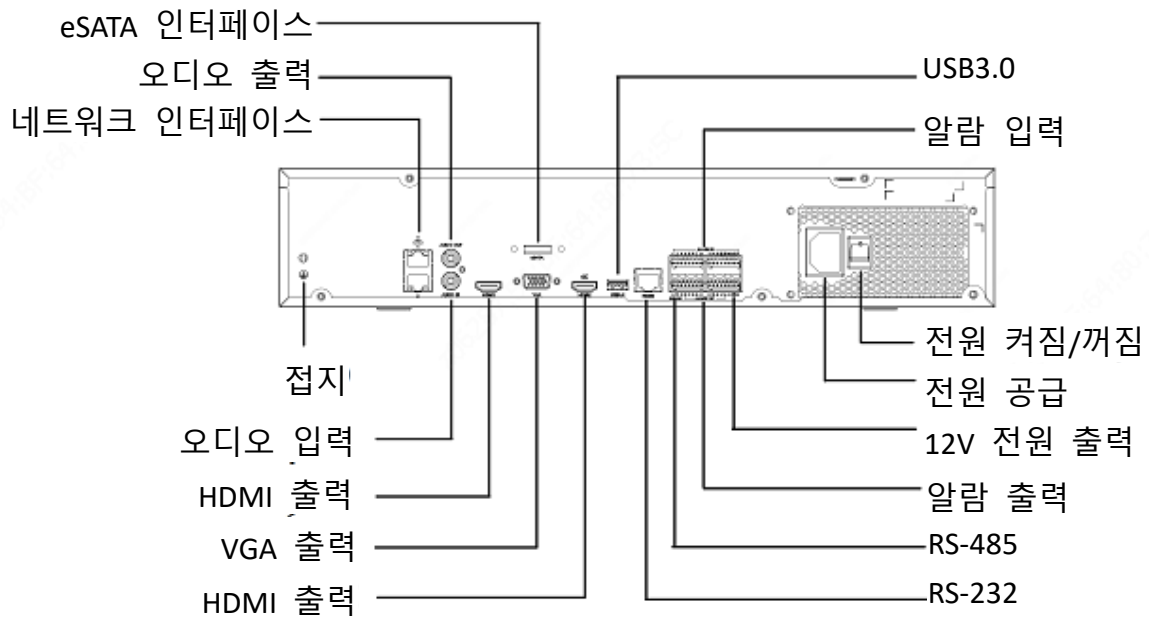 eSATA 인터페이스
오디오 출력
네트워크 인터페이스
USB3.0
알람 입력
접지
오디오 입력
HDMI 출력
VGA 출력
HDMI 출력
전원 켜짐/꺼짐
전원 공급
12V 전원 출력
알람 출력
RS-485
RS-232